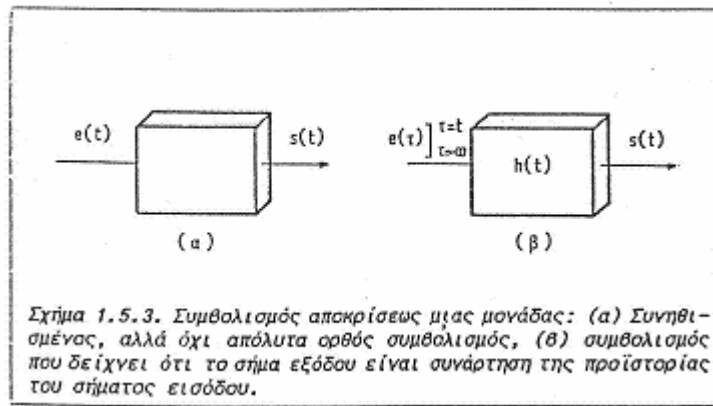 e(t)
s(t)
(α)
e(τ)]
τ=t
τ=-∞
h(t)
s(t)
(β)
Σχήμα 1.5.3. Συμβολισμός αποκρίσεως μιας μονάδας: (α) Συνηθι-
σμένος, αλλά όχι απόλυτα ορθός συμβολισμός, (β) συμβολισμός
που δείχνει ότι το σήμα εξόδου είναι συνάρτηση της προϊστορίας
του σήματος εισόδου.